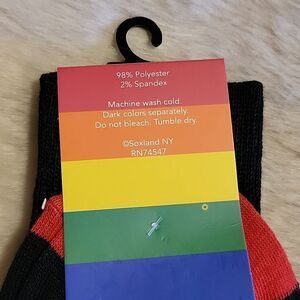 98% Polyester
2% Spandex
Machine wash cold.
Dark colors separately.
Do not bleach. Tumble dry.
©Soxland NY
RN74547